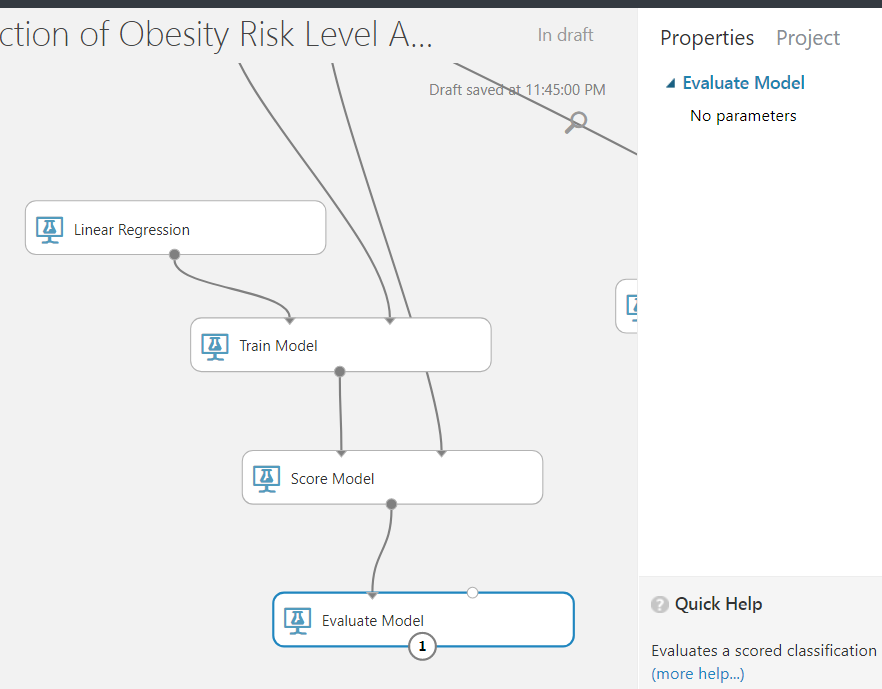 ction of Obesity Risk Level A...
In draft
Draft saved at 11:45:00 PM
Linear Regression
Train Model
Score Model
Evaluate Model
1
Properties Project
Evaluate Model
No parameters
? Quick Help
Evaluates a scored classification
(more help...)